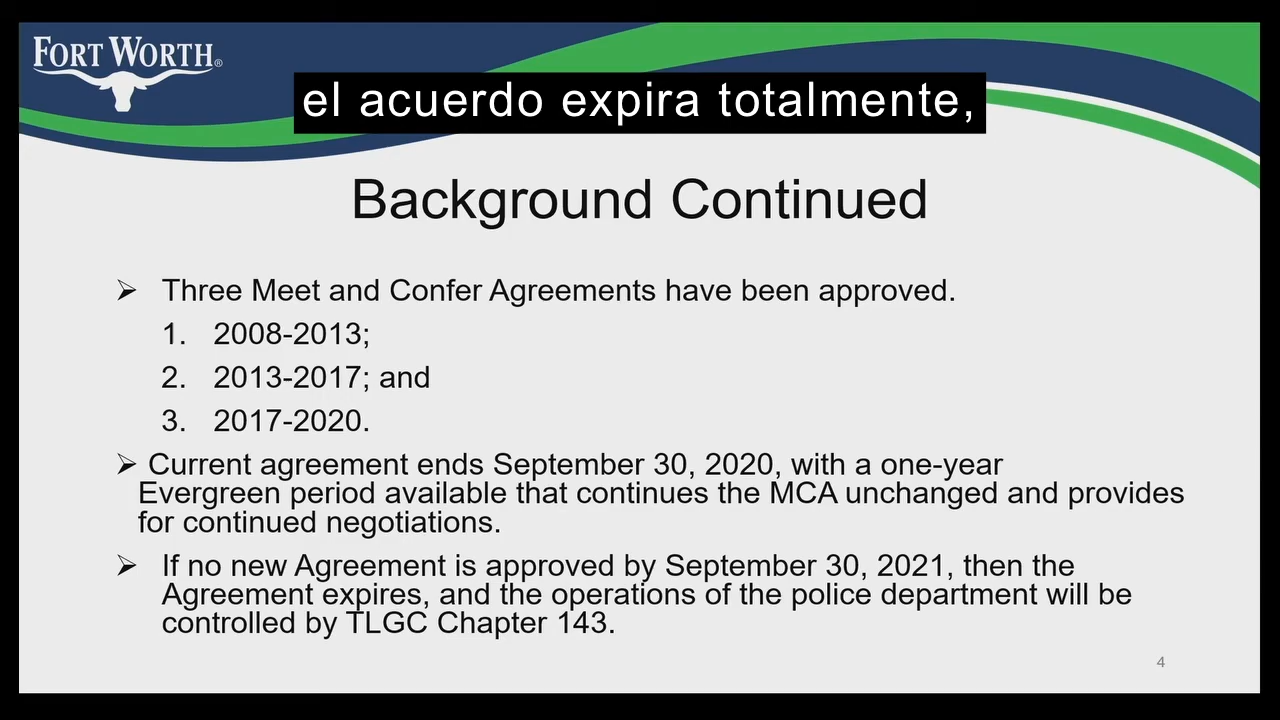 FORT WORTH®
el acuerdo expira totalmente,
Background Continued
➢ Three Meet and Confer Agreements have been approved.
1. 2008-2013;
2. 2013-2017; and
3. 2017-2020.
➢ Current agreement ends September 30, 2020, with a one-year
Evergreen period available that continues the MCA unchanged and provides
for continued negotiations.
➢ If no new Agreement is approved by September 30, 2021, then the
Agreement expires, and the operations of the police department will be
controlled by TLGC Chapter 143.
4